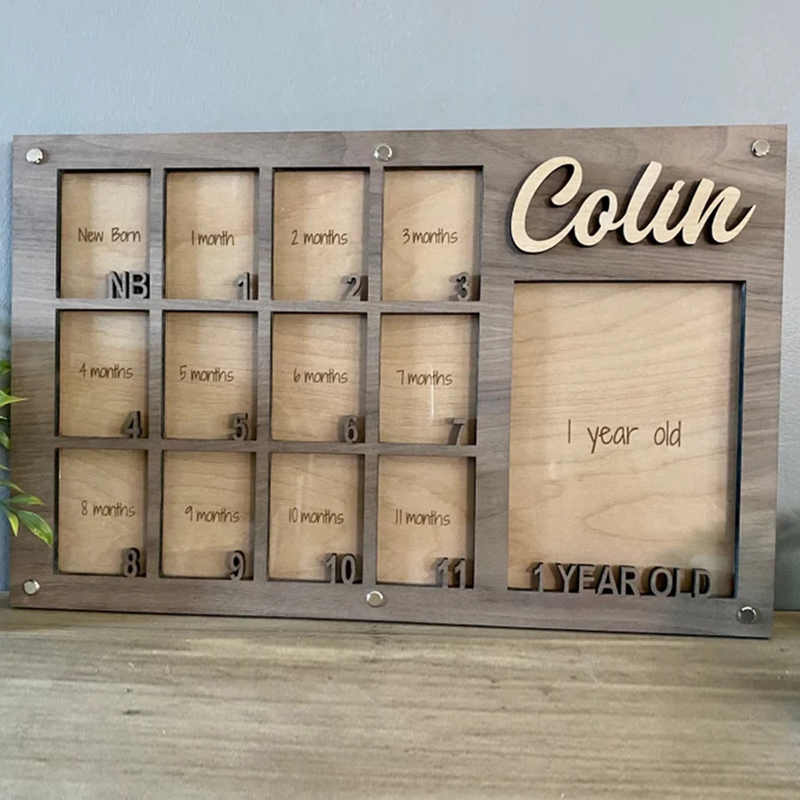 Colin
New Born
NB
1 month
1
2 months
2
3 months
3
4 months
4
5 months
5
6 months
6
7 months
7
8 months
8
9 months
9
10 months
10
11 months
11
1 year old
1 YEAR OLD